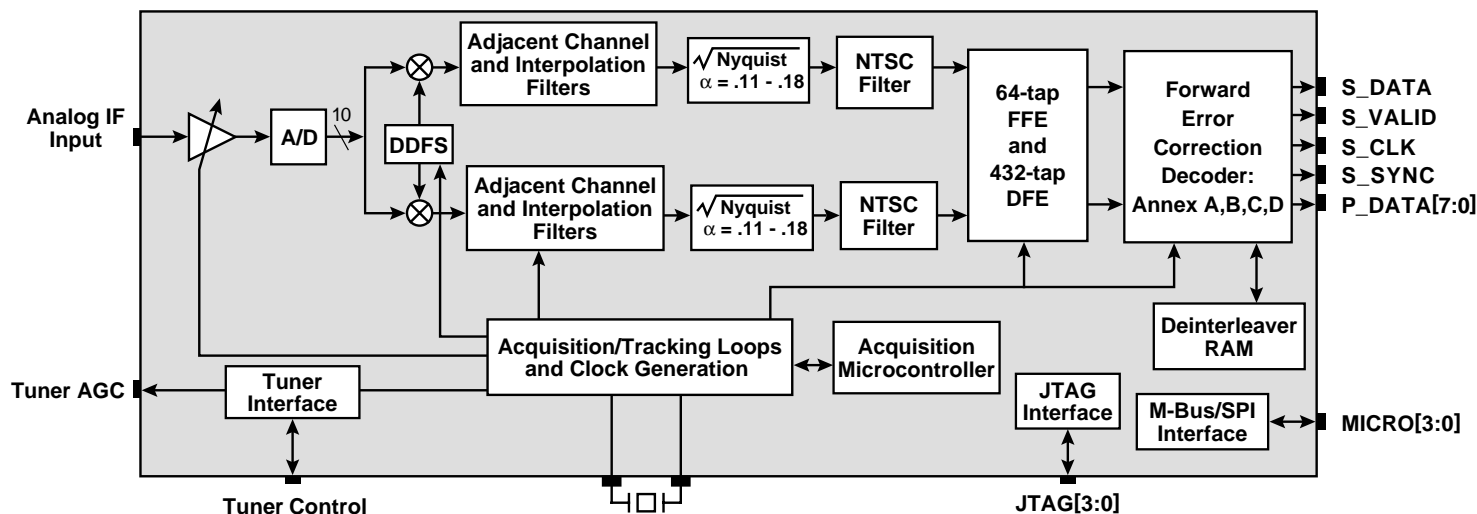 Analog IF
Input
A/D
10
DDFS
Adjacent Channel
and Interpolation
Filters
√Nyquist
α = .11 - .18
NTSC
Filter
Adjacent Channel
and Interpolation
Filters
√Nyquist
α = .11 - .18
NTSC
Filter
64-tap
FFE
and
432-tap
DFE
Forward
Error
Correction
Decoder:
Annex A,B,C,D
S_DATA
S_VALID
S_CLK
S_SYNC
P_DATA[7:0]
Deinterleaver
RAM
Acquisition/Tracking Loops
and Clock Generation
Acquisition
Microcontroller
Tuner AGC
Tuner
Interface
JTAG
Interface
M-Bus/SPI
Interface
MICRO[3:0]
Tuner Control
JTAG[3:0]